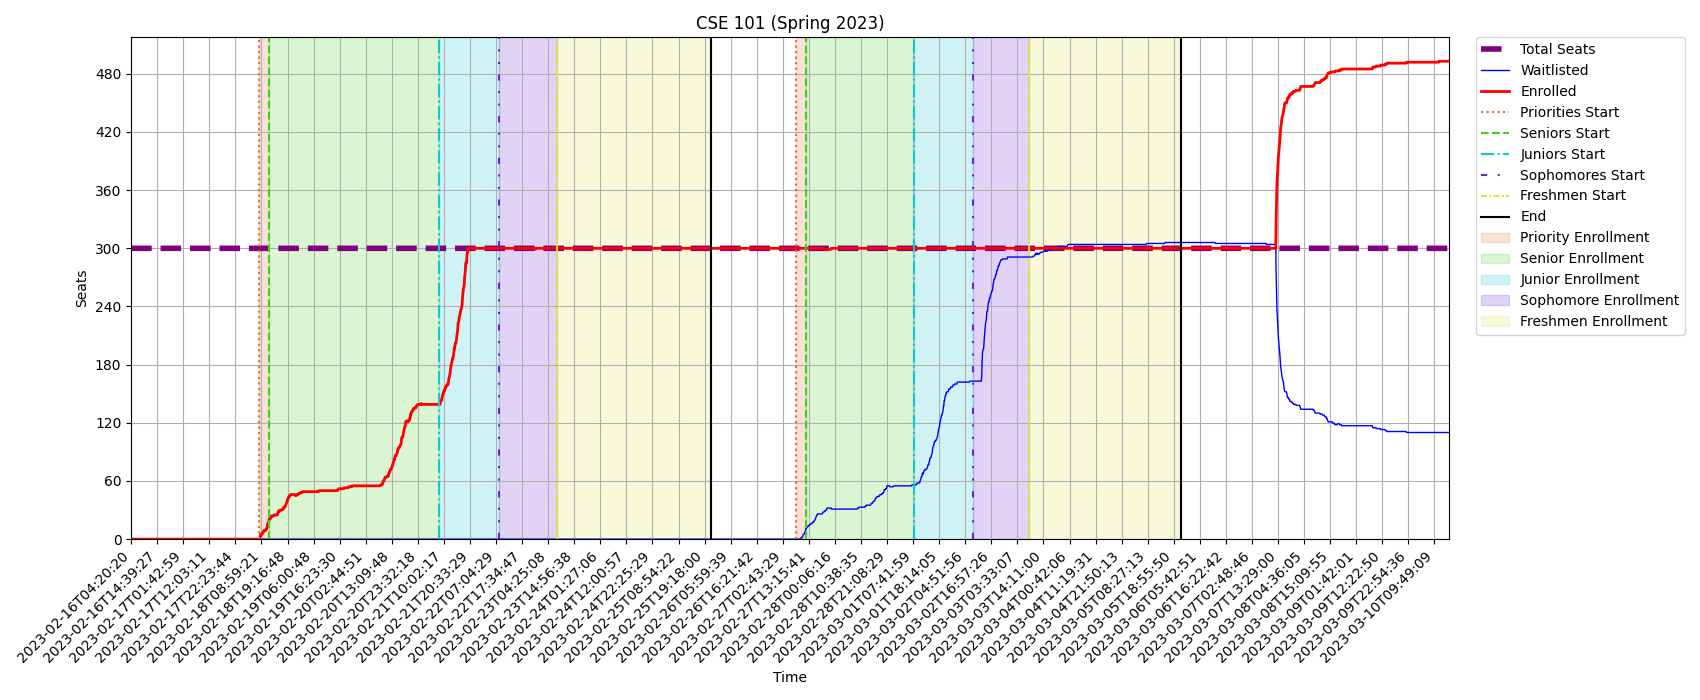 CSE 101 (Spring 2023)
Seats
480
420
360
300
240
180
120
60
0
2023-02-16T04:20:20
2023-02-16T14:39:27
2023-02-17T01:42:59
2023-02-17T12:03:11
2023-02-17T22:23:44
2023-02-18T08:59:21
2023-02-18T19:16:48
2023-02-19T06:00:48
2023-02-19T16:23:30
2023-02-20T02:44:51
2023-02-20T13:09:48
2023-02-20T23:32:18
2023-02-21T10:02:17
2023-02-21T20:33:29
2023-02-22T07:04:29
2023-02-22T17:34:47
2023-02-23T04:25:08
2023-02-23T14:56:38
2023-02-24T01:27:06
2023-02-24T12:00:57
2023-02-24T22:25:29
2023-02-25T08:54:22
2023-02-25T19:18:00
2023-02-26T05:59:39
2023-02-26T16:21:42
2023-02-27T02:43:29
2023-02-27T13:15:41
2023-02-28T00:06:16
2023-02-28T10:38:35
2023-02-28T21:08:29
2023-03-01T07:41:59
2023-03-01T18:14:05
2023-03-02T04:51:56
2023-03-02T16:57:26
2023-03-03T03:33:07
2023-03-03T14:11:00
2023-03-04T00:42:06
2023-03-04T11:19:31
2023-03-04T21:50:13
2023-03-05T08:27:13
2023-03-05T18:55:50
2023-03-06T05:42:51
2023-03-06T16:22:42
2023-03-07T02:48:46
2023-03-07T13:29:00
2023-03-08T04:36:05
2023-03-08T15:09:55
2023-03-09T01:42:01
2023-03-09T12:22:50
2023-03-09T22:54:36
2023-03-10T09:49:09
Time
Total Seats
Waitlisted
Enrolled
Priorities Start
Seniors Start
Juniors Start
Sophomores Start
Freshmen Start
End
Priority Enrollment
Senior Enrollment
Junior Enrollment
Sophomore Enrollment
Freshmen Enrollment